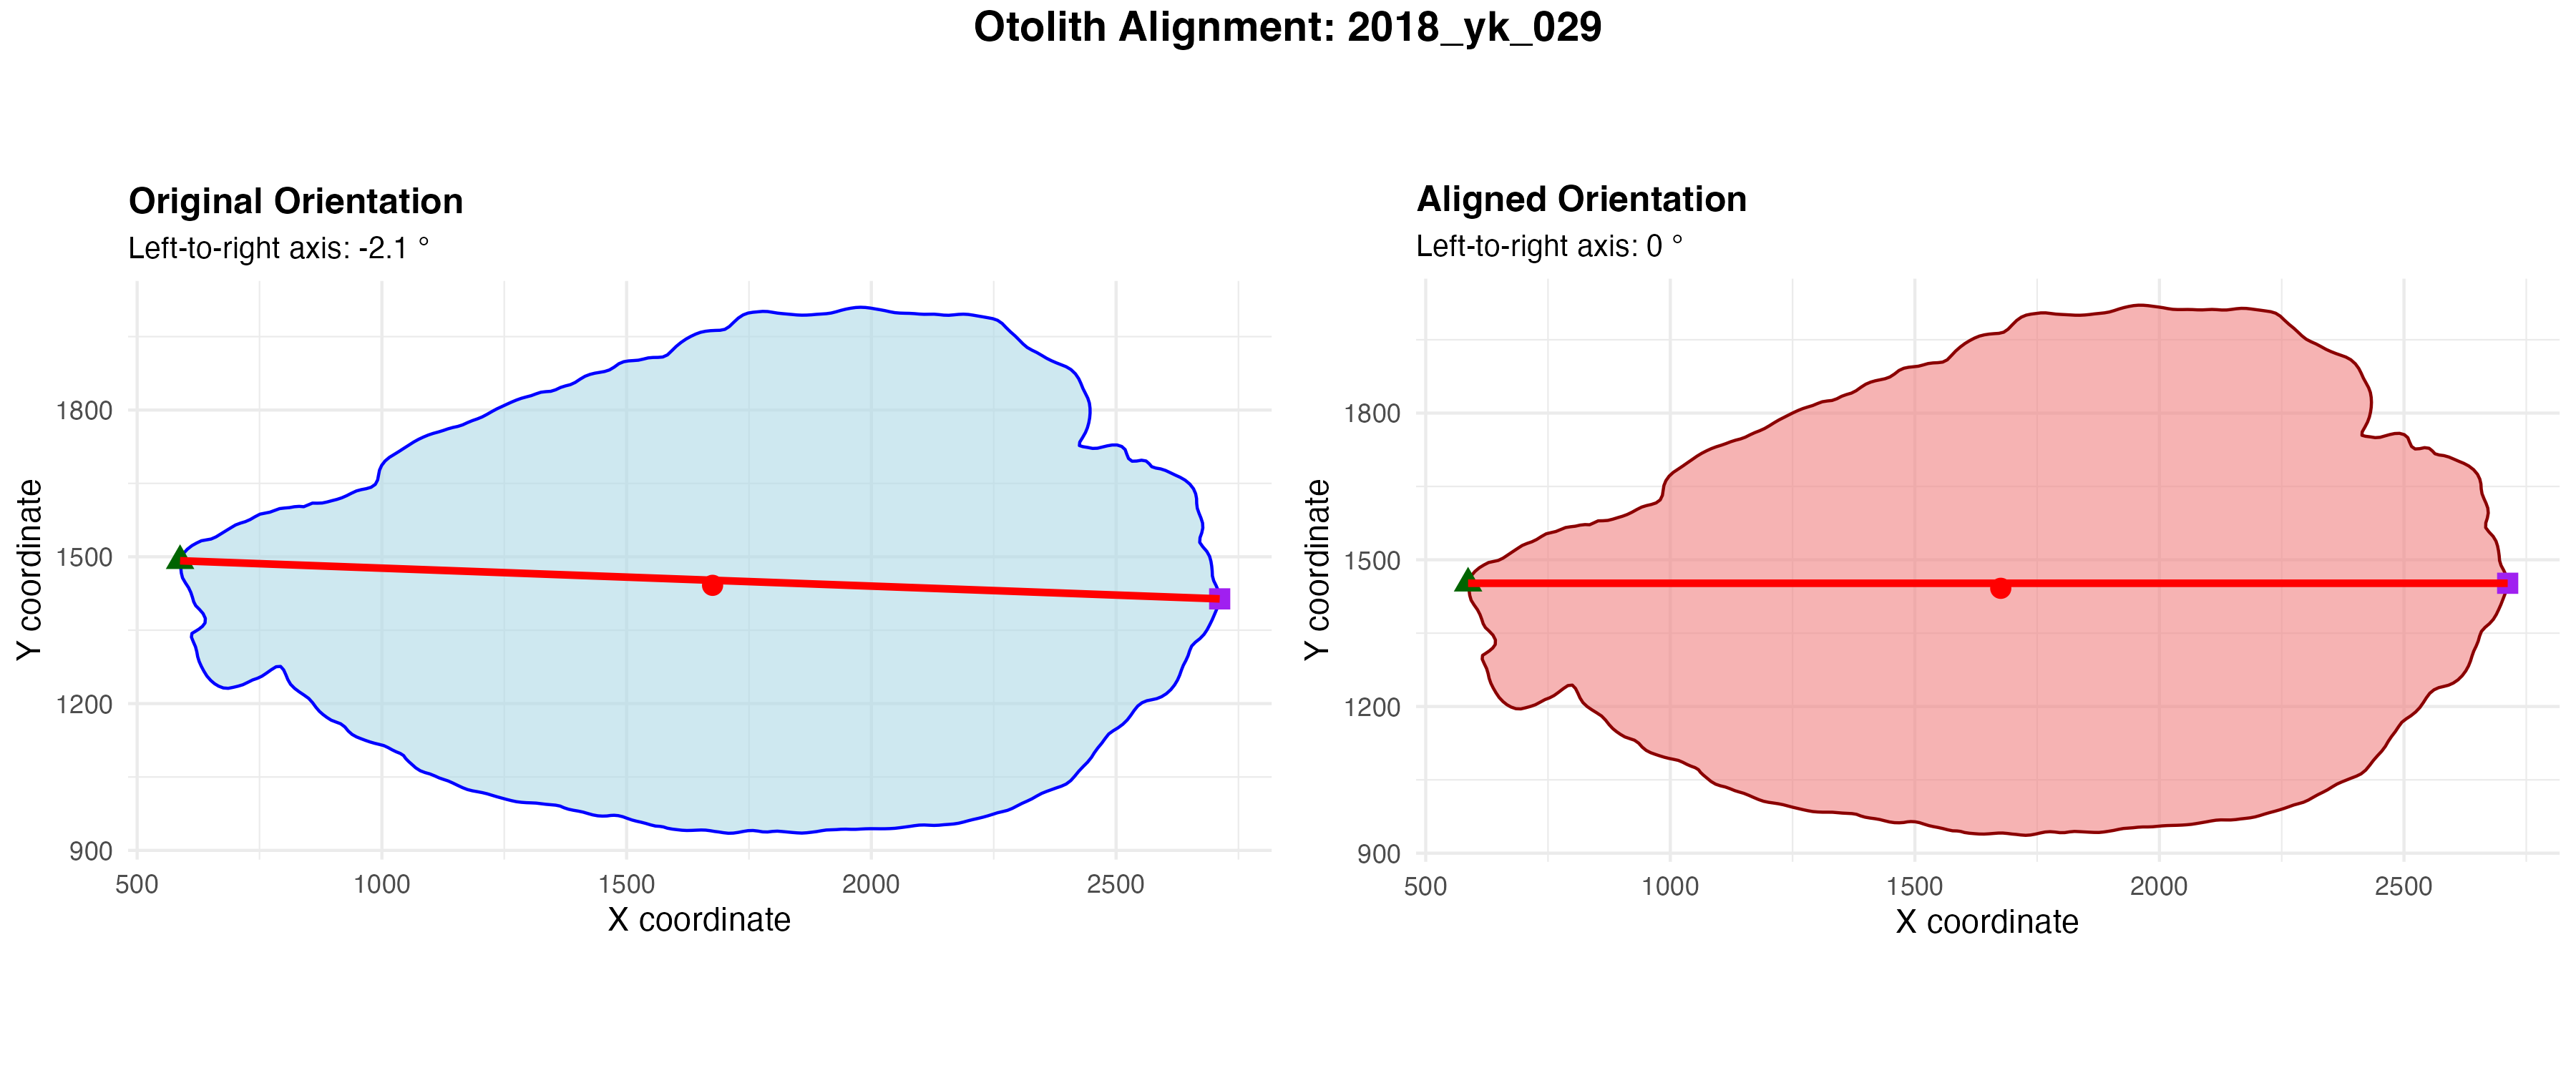 Otolith Alignment: 2018_yk_029
Original Orientation
Left-to-right axis: -2.1 °
Y coordinate
1800
1500
1200
900
500 1000 1500 2000 2500
X coordinate
Aligned Orientation
Left-to-right axis: 0 °
Y coordinate
1800
1500
1200
900
500 1000 1500 2000 2500
X coordinate